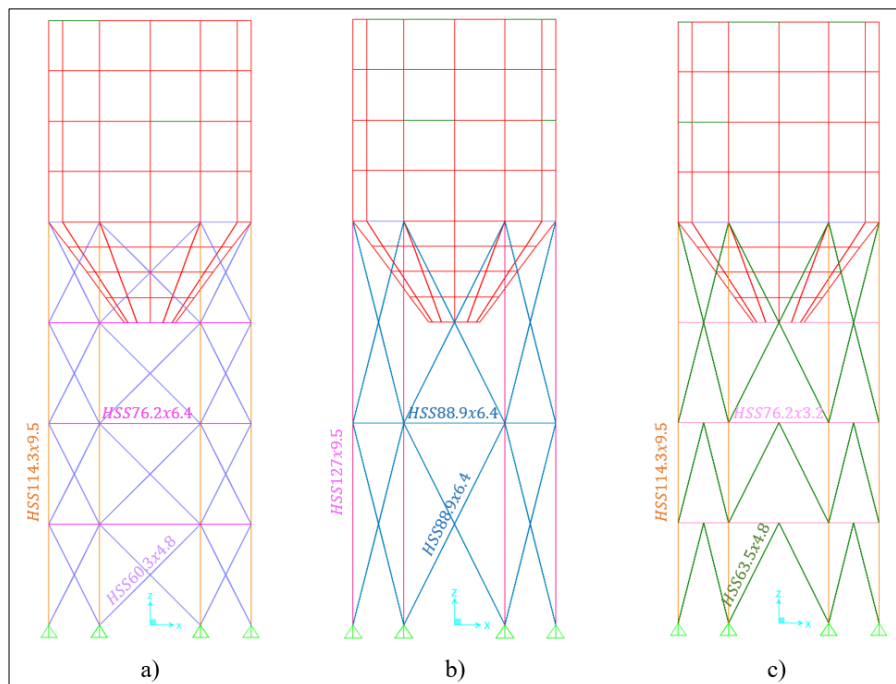 HSS114.3x9.5
HSS76.2x6.4
HSS60.3x4.8
Z
X
a)
HSS127x9.5
HSS88.9x6.4
HSS88.9x6.4
Z
X
b)
HSS114.3x9.5
HSS76.2x3.2
HSS63.5x4.8
Z
X
c)